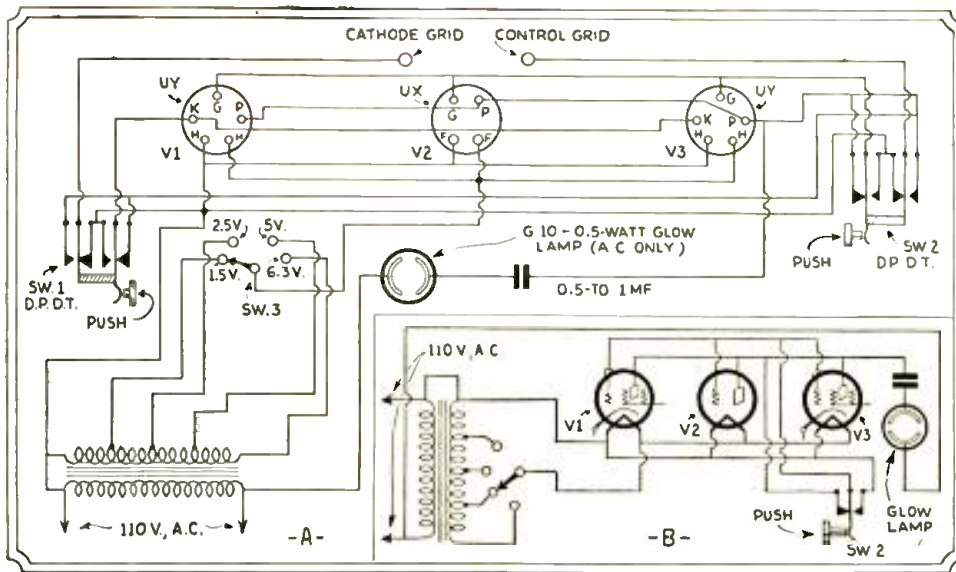 CATHODE GRID
CONTROL GRID
UY
K
G
P
H
H
V1
UX
G
P
F
F
V2
UY
G
K
P
H
H
V3
2.5V.
5V.
1.5V.
6.3V.
SW.3
G 10 - 0.5-WATT GLOW
LAMP (A C ONLY)
0.5-TO 1 MF
SW.1
D.P.D.T.
PUSH
PUSH
SW.2
D.P. D.T.
110 V., A.C.
-A-
110 V, A.C
V1
V2
V3
PUSH
SW 2
GLOW
LAMP
-B-